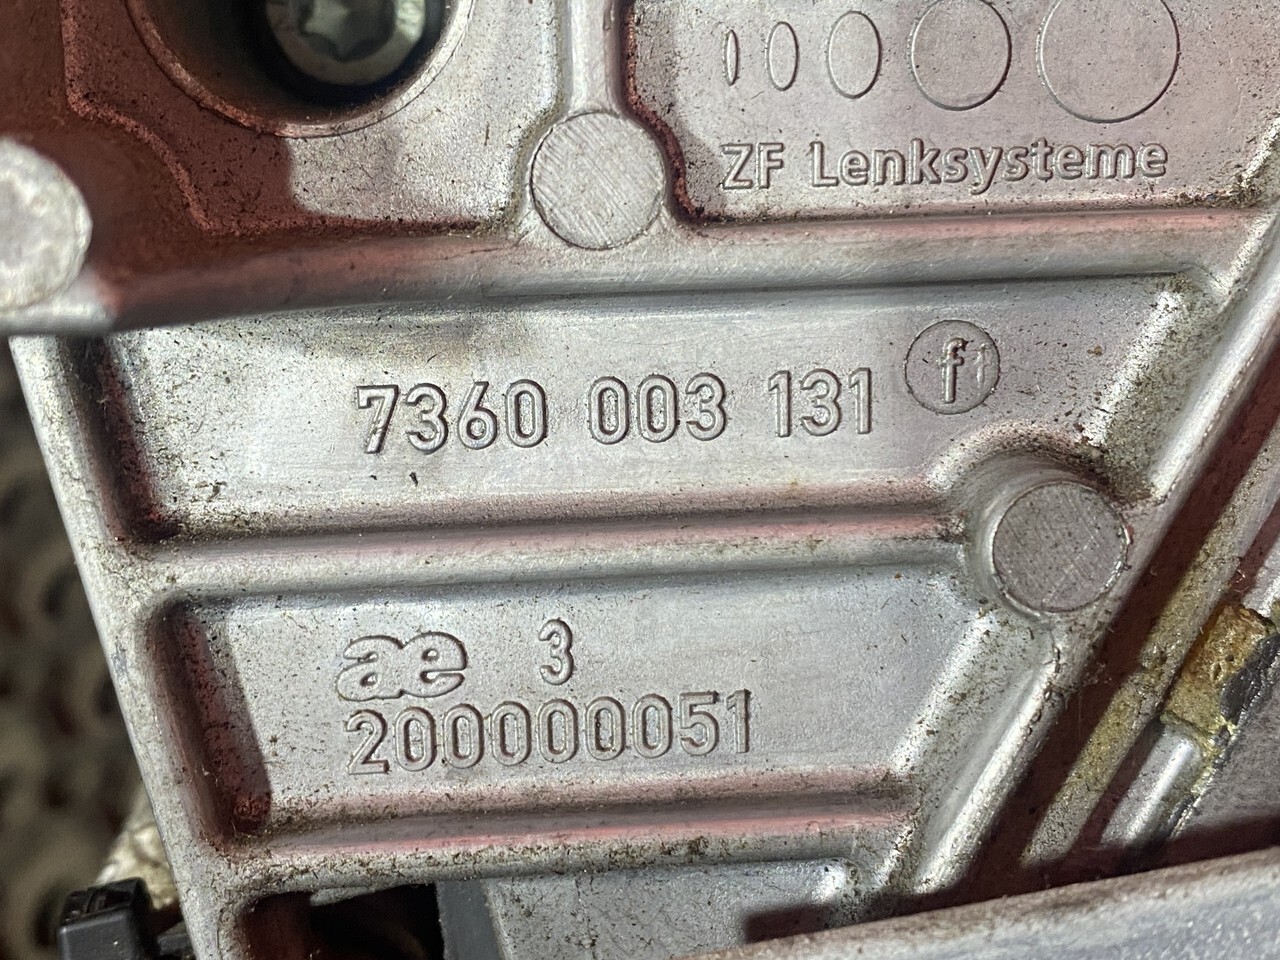 ZF Lenksysteme
7360 003 131 f1
ae 3
200000051